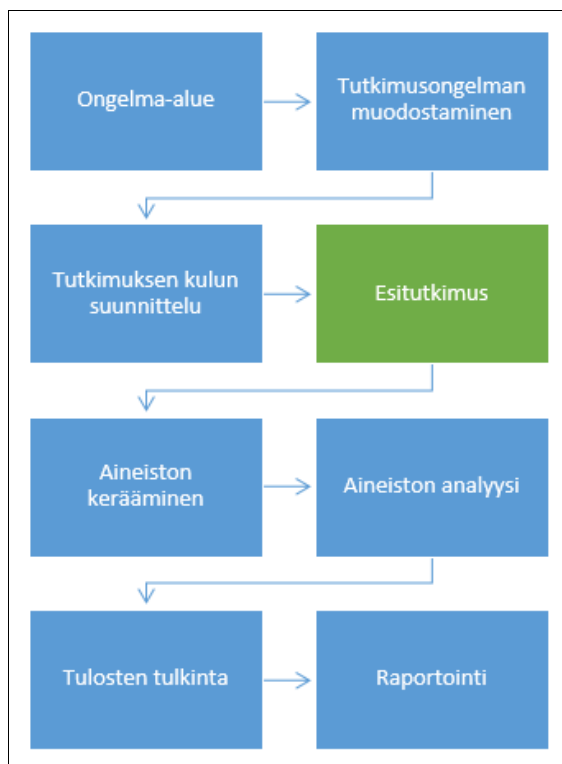 Ongelma-alue
Tutkimusongelman
muodostaminen
Tutkimuksen kulun
suunnittelu
Esitutkimus
Aineiston
kerääminen
Aineiston analyysi
Tulosten tulkinta
Raportointi